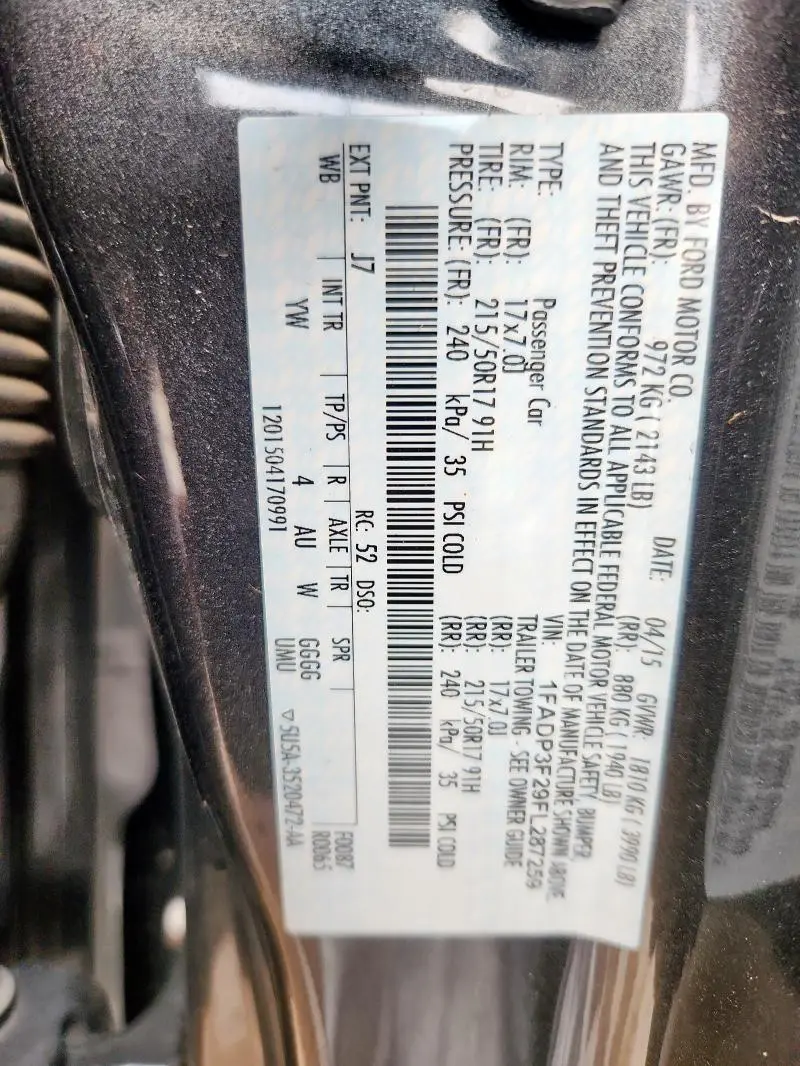 MFD. BY FORD MOTOR CO.
DATE: 04/15 GVWR: 1810 KG ( 3990 LB)
GAWR: (FR): 972 KG ( 2143 LB) (RR): 880 KG ( 1940 LB)
THIS VEHICLE CONFORMS TO ALL APPLICABLE FEDERAL MOTOR VEHICLE SAFETY, BUMPER,
AND THEFT PREVENTION STANDARDS IN EFFECT ON THE DATE OF MANUFACTURE SHOWN ABOVE.
VIN: 1FADP3F29FL287259
TYPE: Passenger Car TRAILER TOWING - SEE OWNER GUIDE
RIM: (FR): 17x7.0J (RR): 17x7.0J
TIRE: (FR): 215/50R17 91H (RR): 215/50R17 91H
PRESSURE: (FR): 240 kPa/ 35 PSI COLD (RR): 240 kPa/ 35 PSI COLD
EXT PNT: J7 RC: 52 DSO: F0087
WB INT TR TP/PS R AXLE TR SPR R0065
YW 4 AU W GGGG
UMU
1201504170991 ▽5U5A-3520472-AA